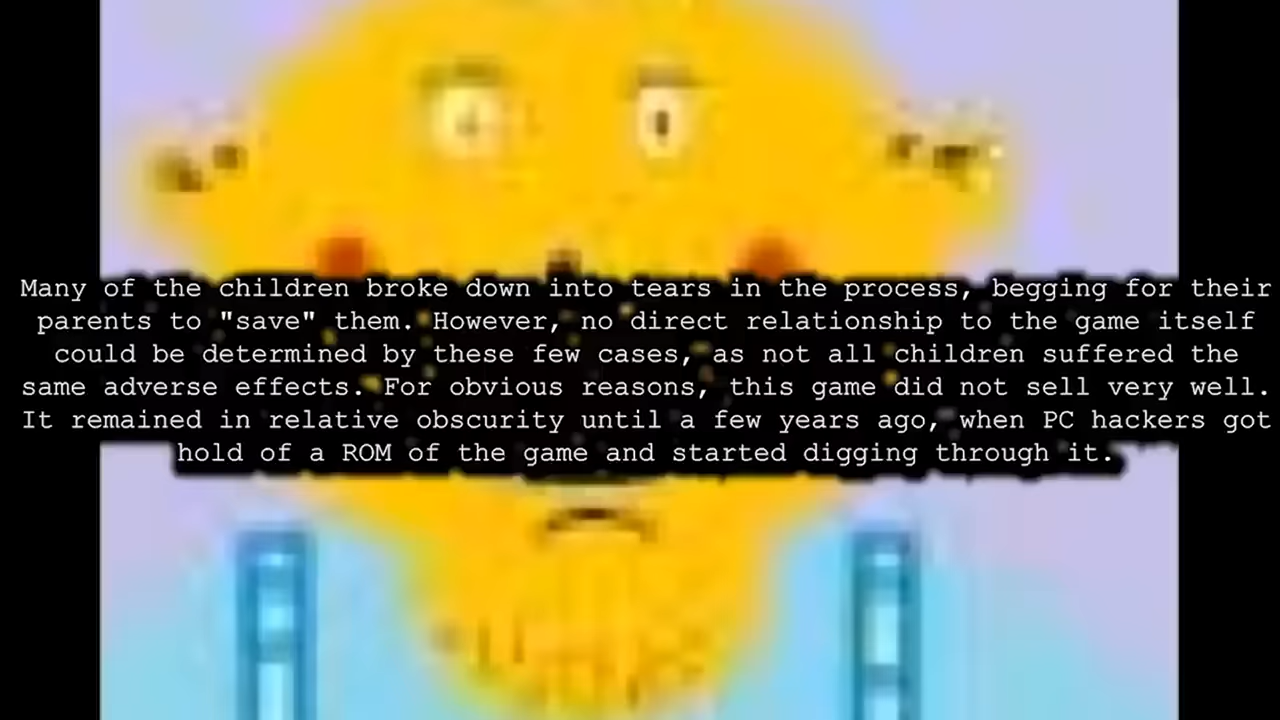 Many of the children broke down into tears in the process, begging for their
parents to "save" them. However, no direct relationship to the game itself
could be determined by these few cases, as not all children suffered the
same adverse effects. For obvious reasons, this game did not sell very well.
It remained in relative obscurity until a few years ago, when PC hackers got
hold of a ROM of the game and started digging through it.